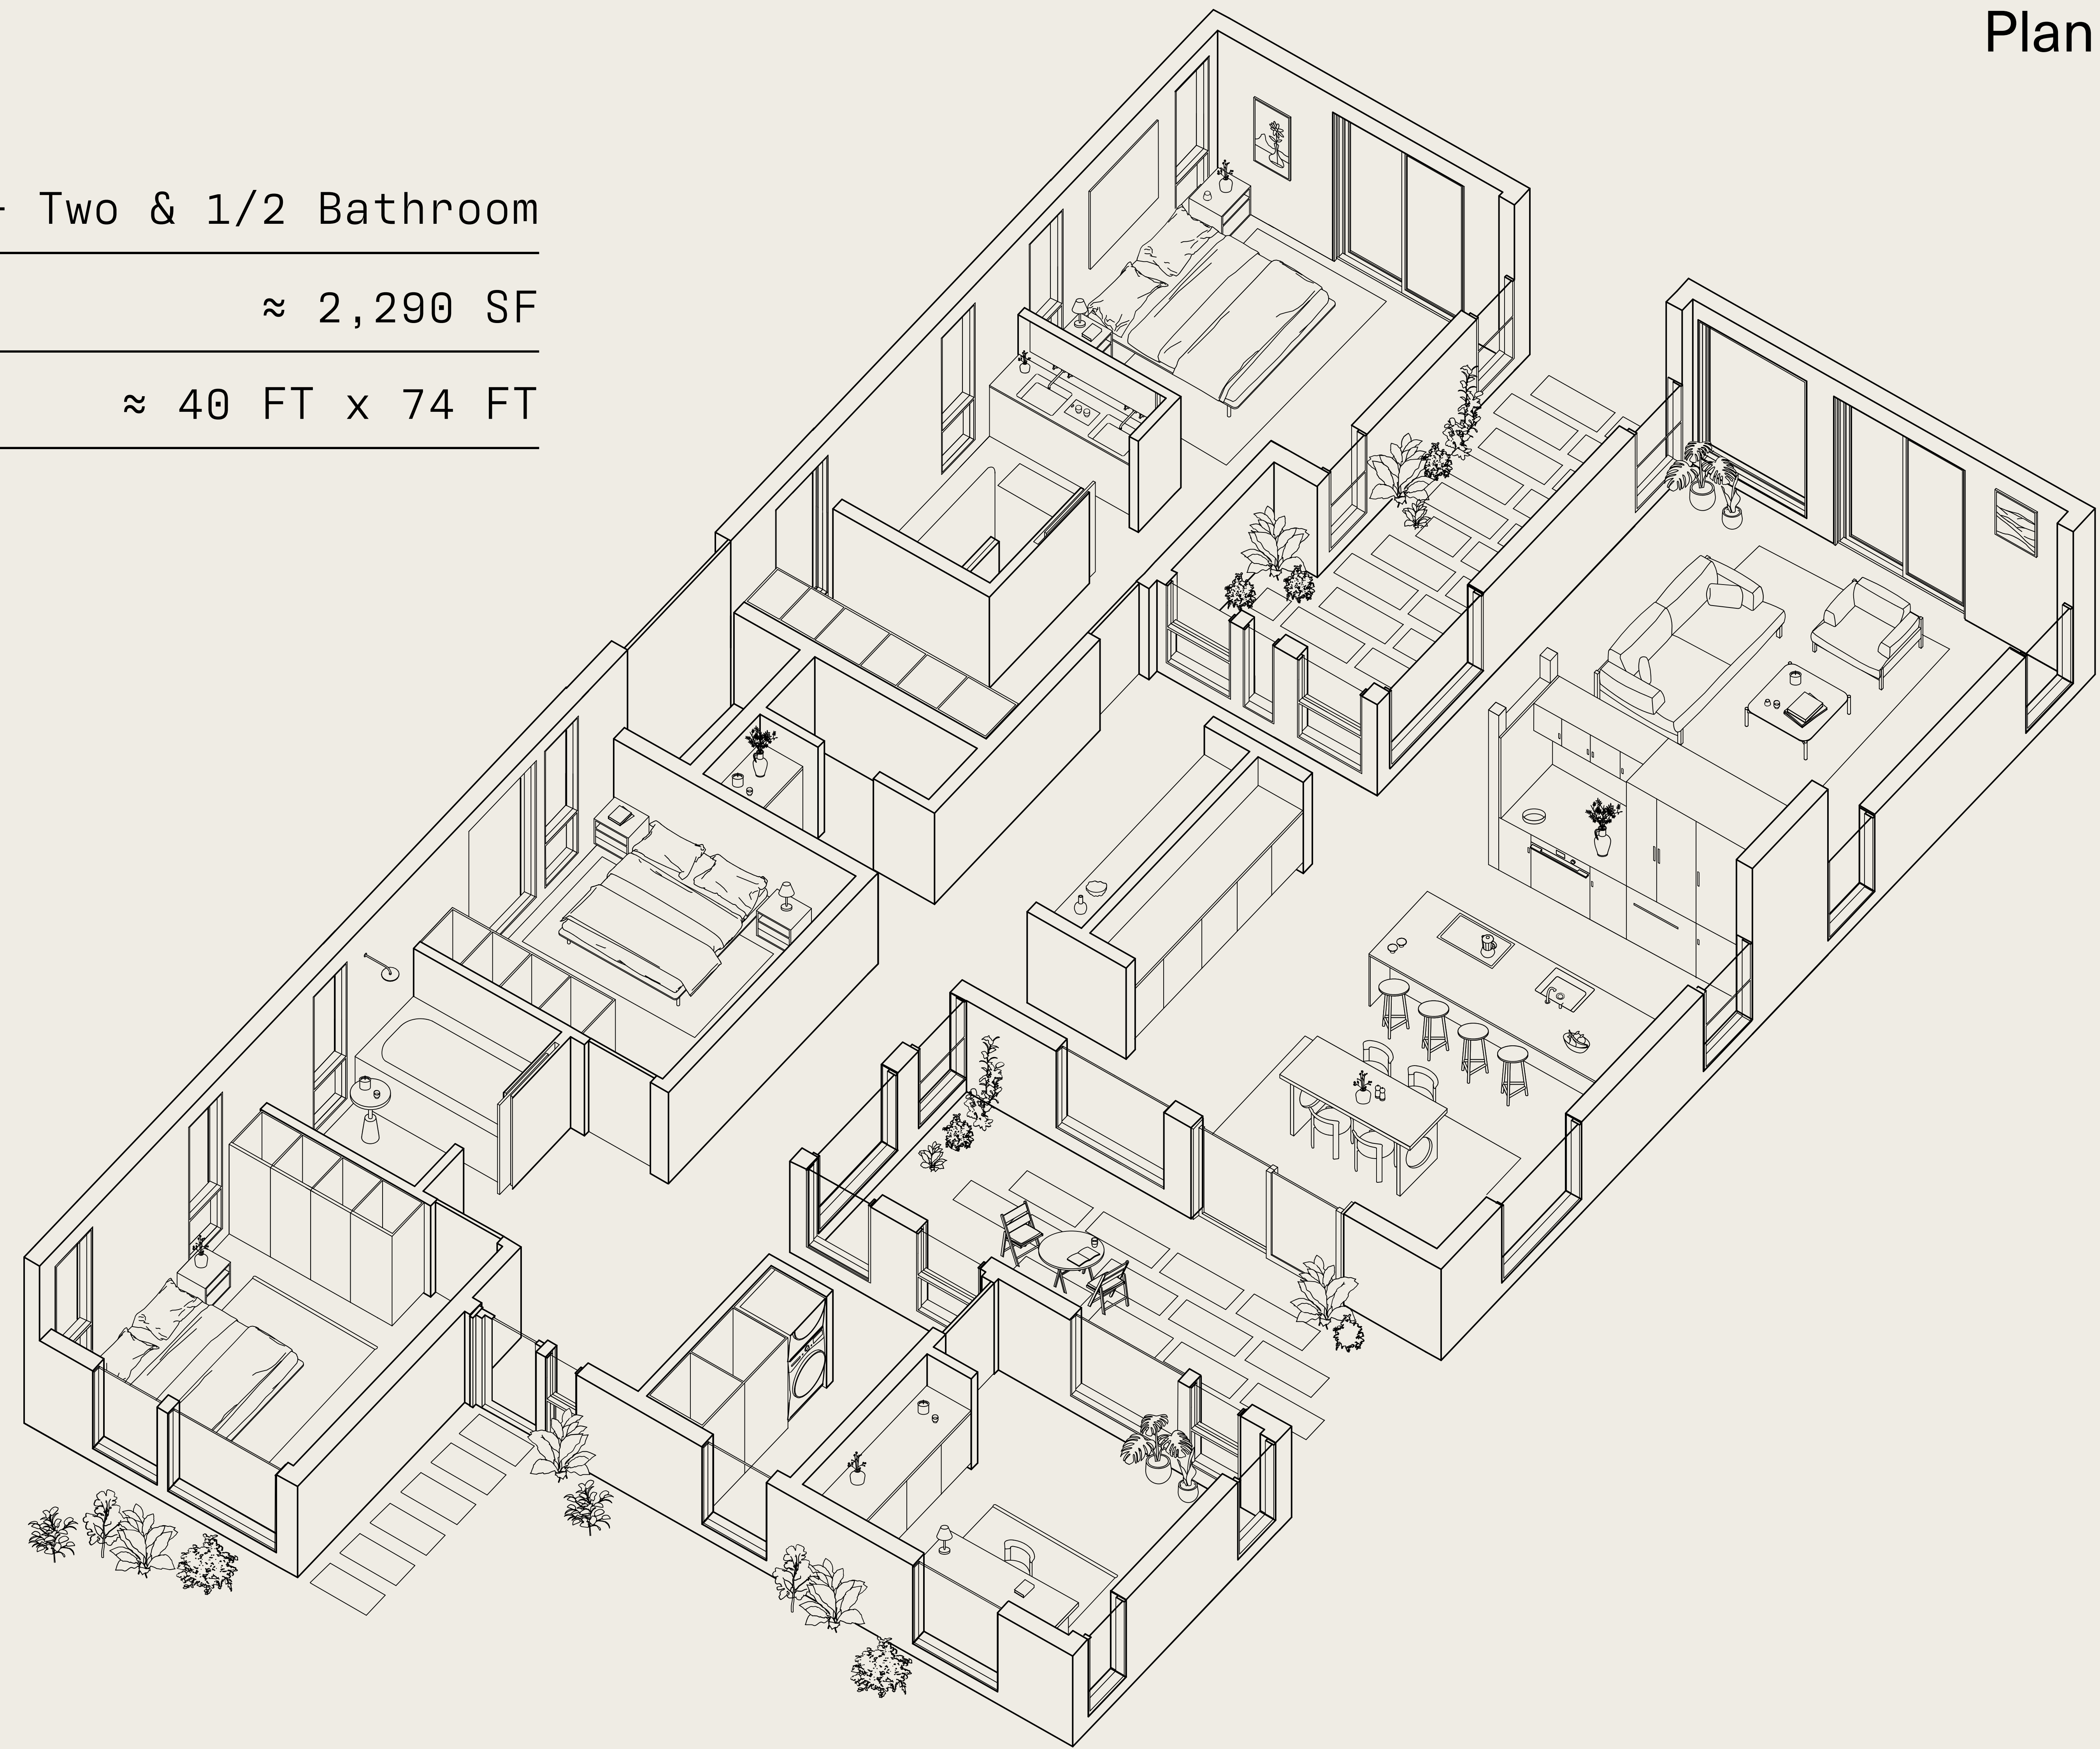 Plan
Two & 1/2 Bathroom
≈ 2,290 SF
≈ 40 FT x 74 FT